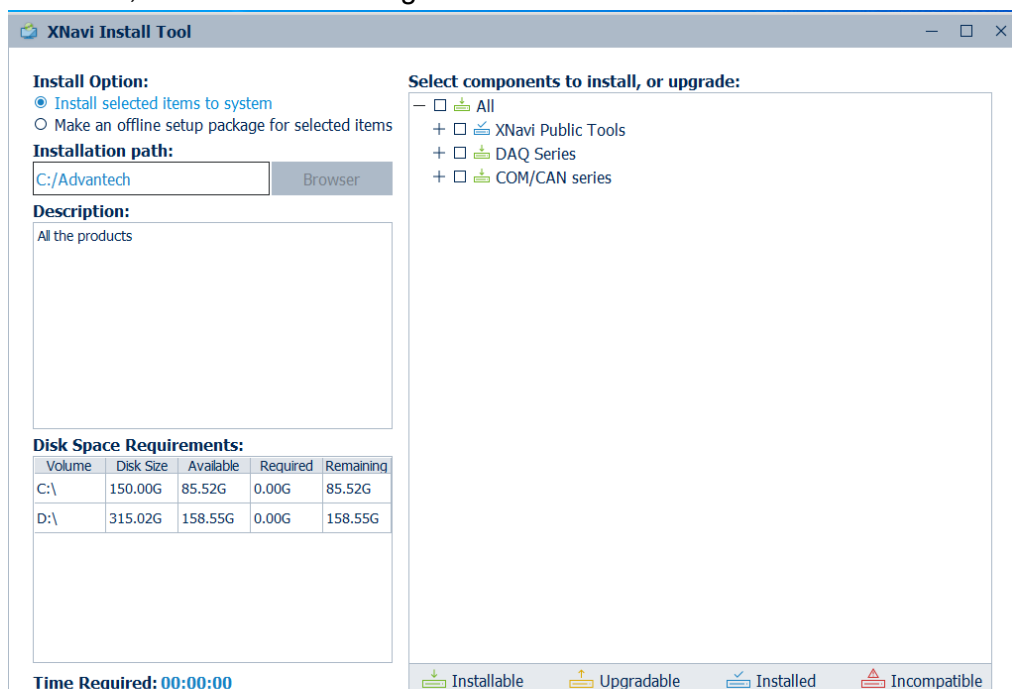 XNavi Install Tool
Install Option:
Install selected items to system
Make an offline setup package for selected items
Installation path:
C:/Advantech
Browser
Description:
All the products
Disk Space Requirements:
Volume Disk Size Available Required Remaining
C:\ 150.00G 85.52G 0.00G 85.52G
D:\ 315.02G 158.55G 0.00G 158.55G
Time Required: 00:00:00
Select components to install, or upgrade:
All
XNavi Public Tools
DAQ Series
COM/CAN series
Installable Upgradable Installed Incompatible